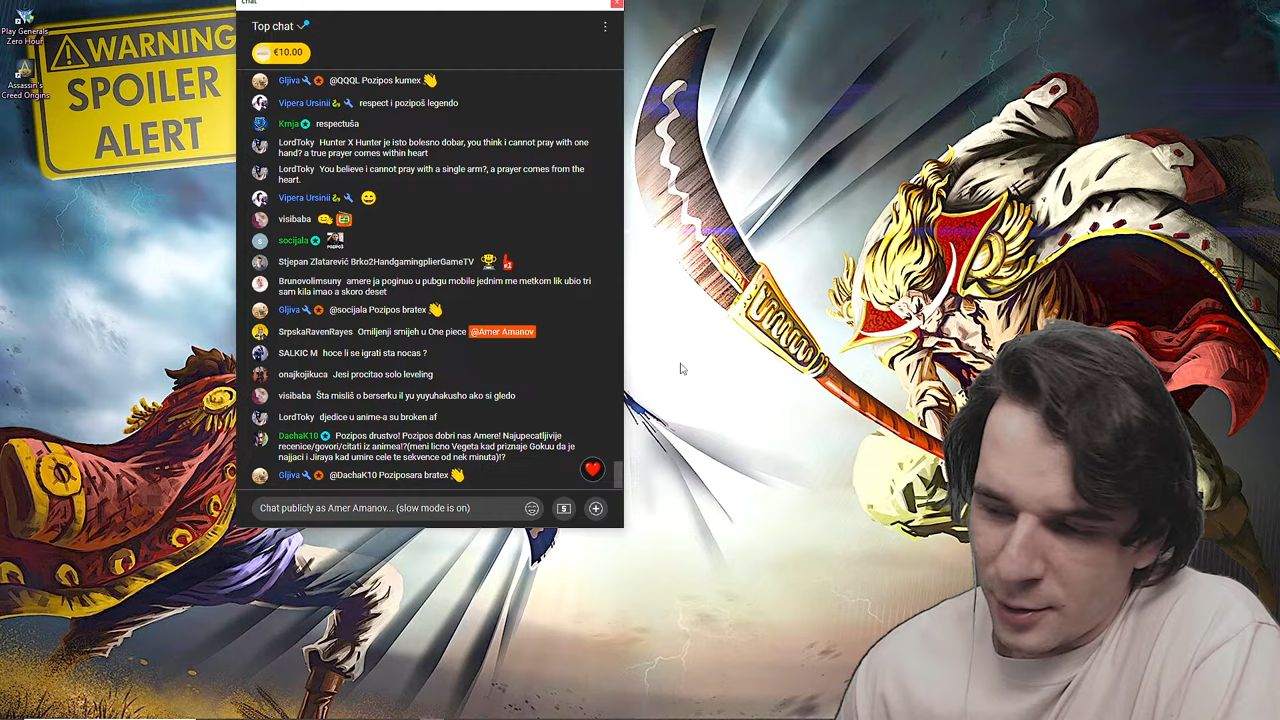 chat
Play Generals
Zero Hour
Assassin's
Creed Origins
WARNING
SPOILER
ALERT
Top chat
€10.00
Gljiva @QQQL Pozipos kumex
Vipera Ursinii respect i pozipoš legendo
Krnja respectuša
LordToky Hunter X Hunter je isto bolesno dobar, you think i cannot pray with one
hand? a true prayer comes within heart
LordToky You believe i cannot pray with a single arm?, a prayer comes from the
heart.
Vipera Ursinii
visibaba
socijala
Stjepan Zlatarević Brko2HandgamingplierGameTV #1
Brunovolimsuny amere ja poginuo u pubgu mobile jednim me metkom lik ubio tri
sam kila imao a skoro deset
Gljiva @socijala Pozipos bratex
SrpskaRavenRayes Omiljenji smijeh u One piece @Amer Amanov
SALKIC M hoce li se igrati sta nocas ?
onajkojikuca Jesi procitao solo leveling
visibaba Šta misliš o berserku il yu yuyuhakusho ako si gledo
LordToky djedice u anime-a su broken af
DachaK10 Pozipos drustvo! Pozipos dobri nas Amere! Najupecatljivije
recenice/govori/citati iz animea!?(meni licno Vegeta kad priznaje Gokuu da je
najjaci i Jiraya kad umire cele te sekvence od nek minuta)!?
Gljiva @DachaK10 Poziposara bratex
Chat publicly as Amer Amanov... (slow mode is on)